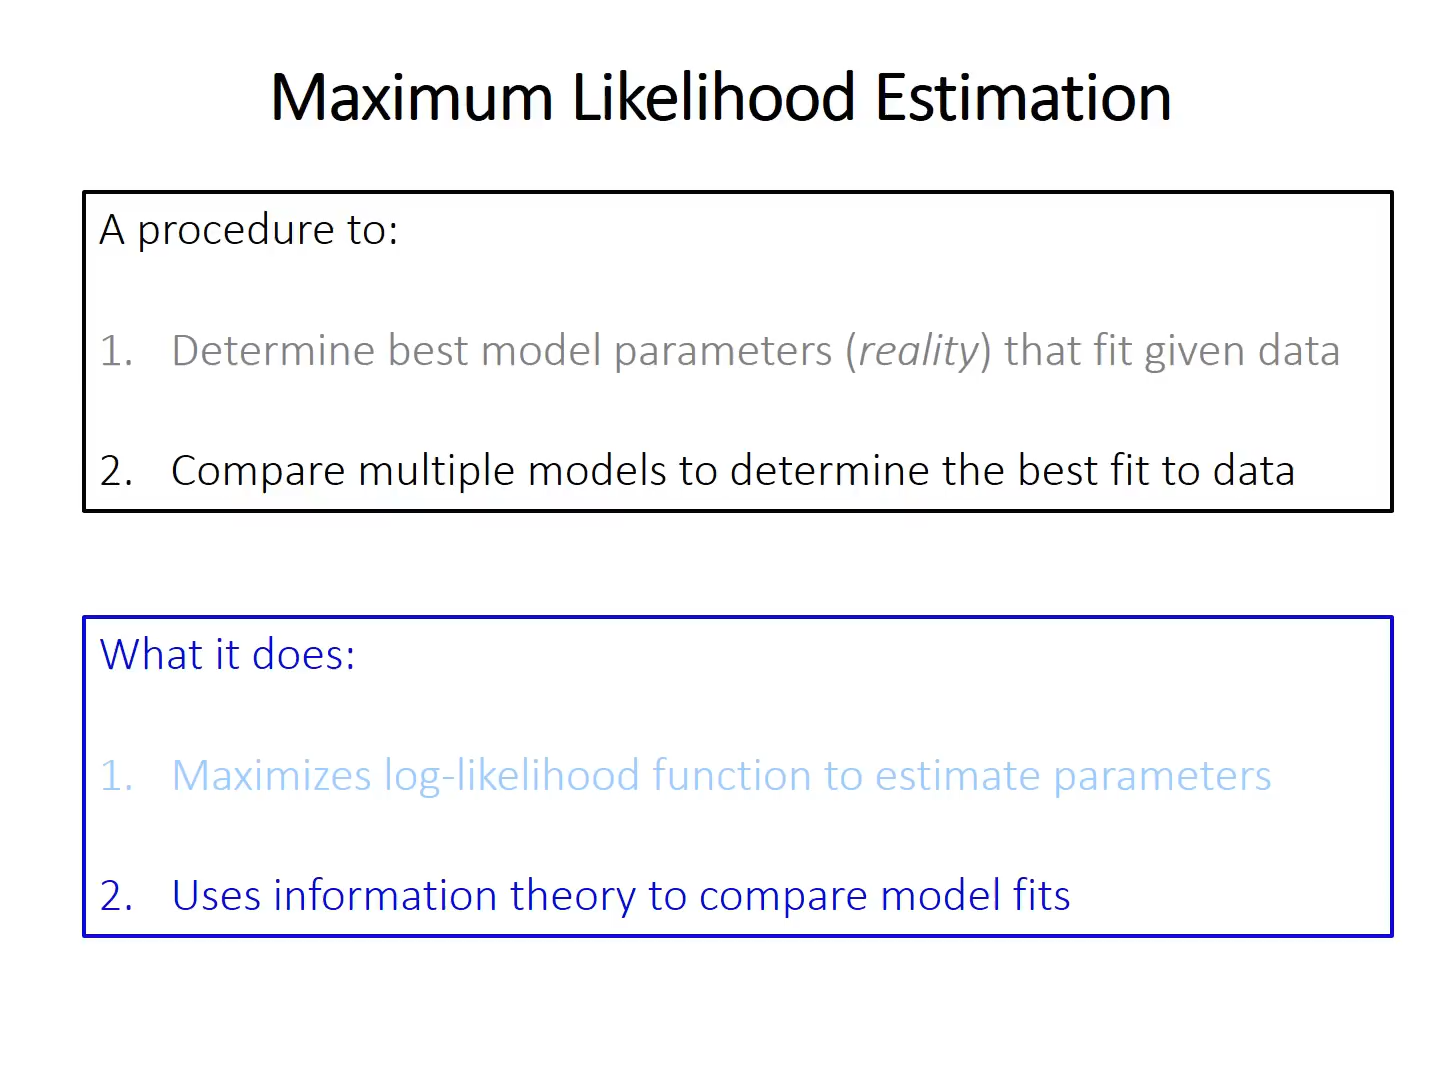 Maximum Likelihood Estimation
A procedure to:
1. Determine best model parameters (reality) that fit given data
2. Compare multiple models to determine the best fit to data
What it does:
1. Maximizes log-likelihood function to estimate parameters
2. Uses information theory to compare model fits